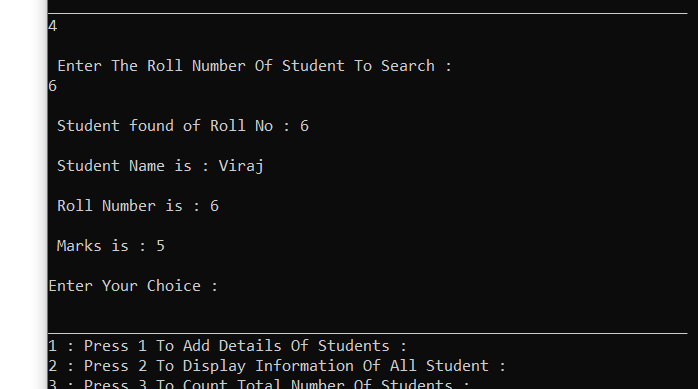 4
Enter The Roll Number Of Student To Search :
6
Student found of Roll No : 6
Student Name is : Viraj
Roll Number is : 6
Marks is : 5
Enter Your Choice :
1 : Press 1 To Add Details Of Students :
2 : Press 2 To Display Information Of All Student :
3 : Press 3 To Count Total Number Of Students :